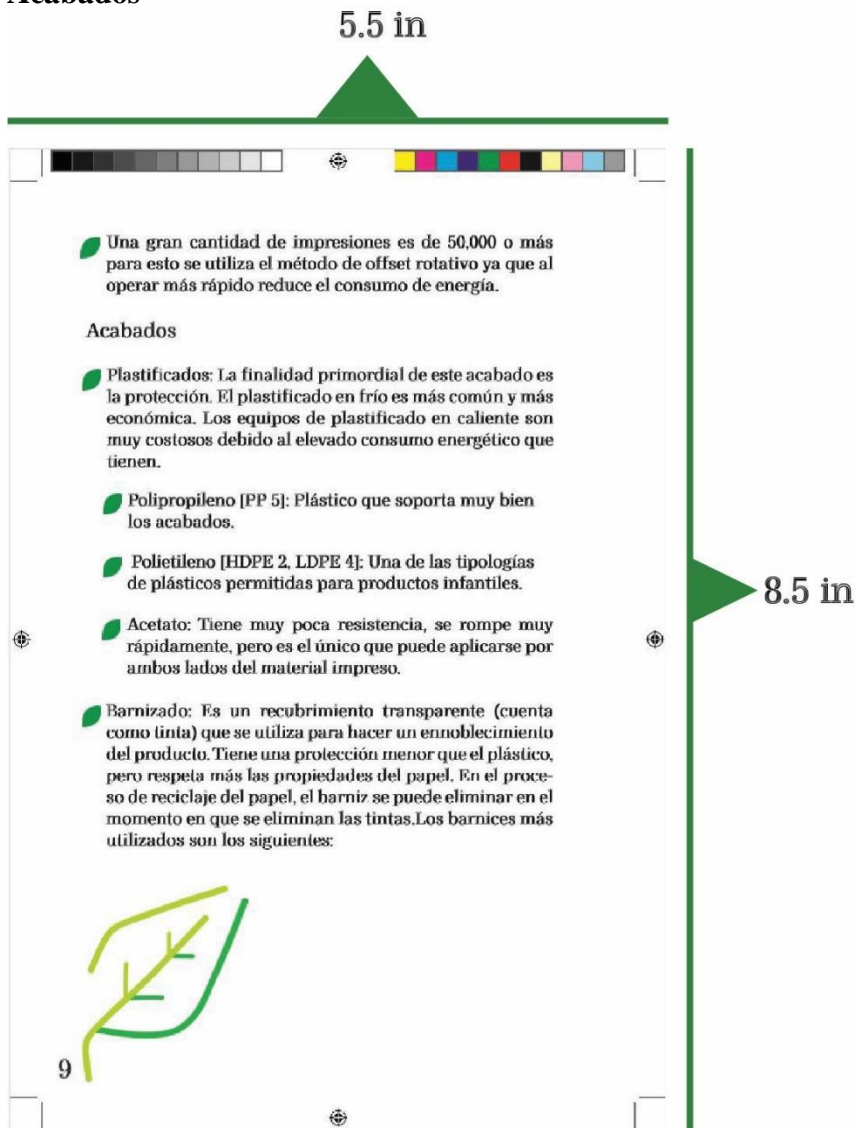 Acabados
5.5 in
Una gran cantidad de impresiones es de 50,000 o más
para esto se utiliza el método de offset rotativo ya que al
operar más rápido reduce el consumo de energía.
Acabados
Plastificados: La finalidad primordial de este acabado es
la protección. El plastificado en frío es más común y más
económica. Los equipos de plastificado en caliente son
muy costosos debido al elevado consumo energético que
tienen.
Polipropileno [PP 5]: Plástico que soporta muy bien
los acabados.
Polietileno [HDPE 2, LDPE 4]: Una de las tipologías
de plásticos permitidas para productos infantiles.
Acetato: Tiene muy poca resistencia, se rompe muy
rápidamente, pero es el único que puede aplicarse por
ambos lados del material impreso.
Barnizado: Es un recubrimiento transparente (cuenta
como tinta) que se utiliza para hacer un ennoblecimiento
del producto. Tiene una protección menor que el plástico,
pero respeta más las propiedades del papel. En el proce-
so de reciclaje del papel, el barniz se puede eliminar en el
momento en que se eliminan las tintas.Los barnices más
utilizados son los siguientes:
8.5 in
9